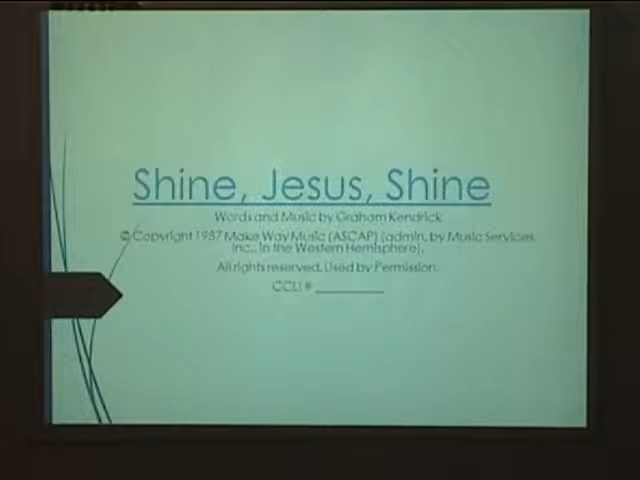 Shine, Jesus, Shine
Words and Music by Graham Kendrick
© Copyright 1987 Make Way Music (ASCAP) (admin. by Music Services,
Inc., in the Western Hemisphere).
All rights reserved. Used by Permission.
CCLI # __________